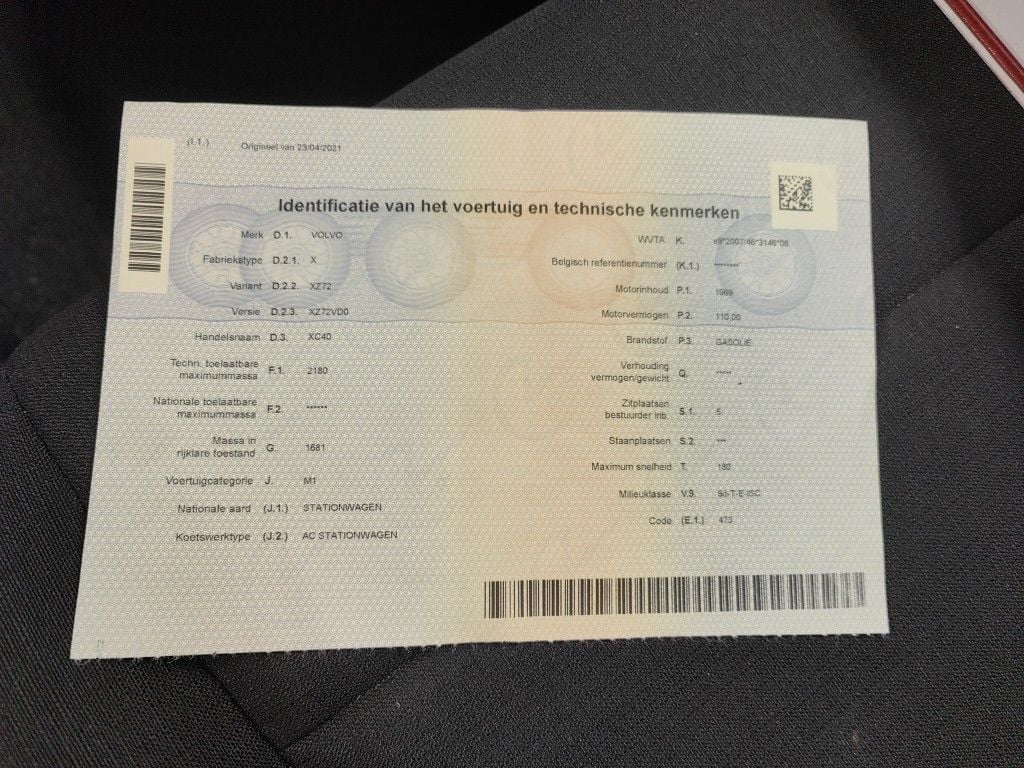 (I.1.) Origineel van 23/04/2021
Identificatie van het voertuig en technische kenmerken
Merk D.1. VOLVO
Fabriekstype D.2.1. X
Variant D.2.2. XZ72
Versie D.2.3. XZ72VD0
Handelsnaam D.3. XC40
Techn. toelaatbare
maximummassa F.1. 2180
Nationale toelaatbare
maximummassa F.2. ******
Massa in
rijklare toestand G. 1681
Voertuigcategorie J. M1
Nationale aard (J.1.) STATIONWAGEN
Koetswerktype (J.2.) AC STATIONWAGEN
WVTA K. e9*2007/46*3146*08
Belgisch referentienummer (K.1.) ********
Motorinhoud P.1. 1969
Motorvermogen P.2. 110,00
Brandstof P.3. GASOLIE
Verhouding
vermogen/gewicht Q. *****
Zitplaatsen
bestuurder inb. S.1. 5
Staanplaatsen S.2. ***
Maximum snelheid T. 180
Milieuklasse V.9. 6d-T-E-ISC
Code (E.1.) 473